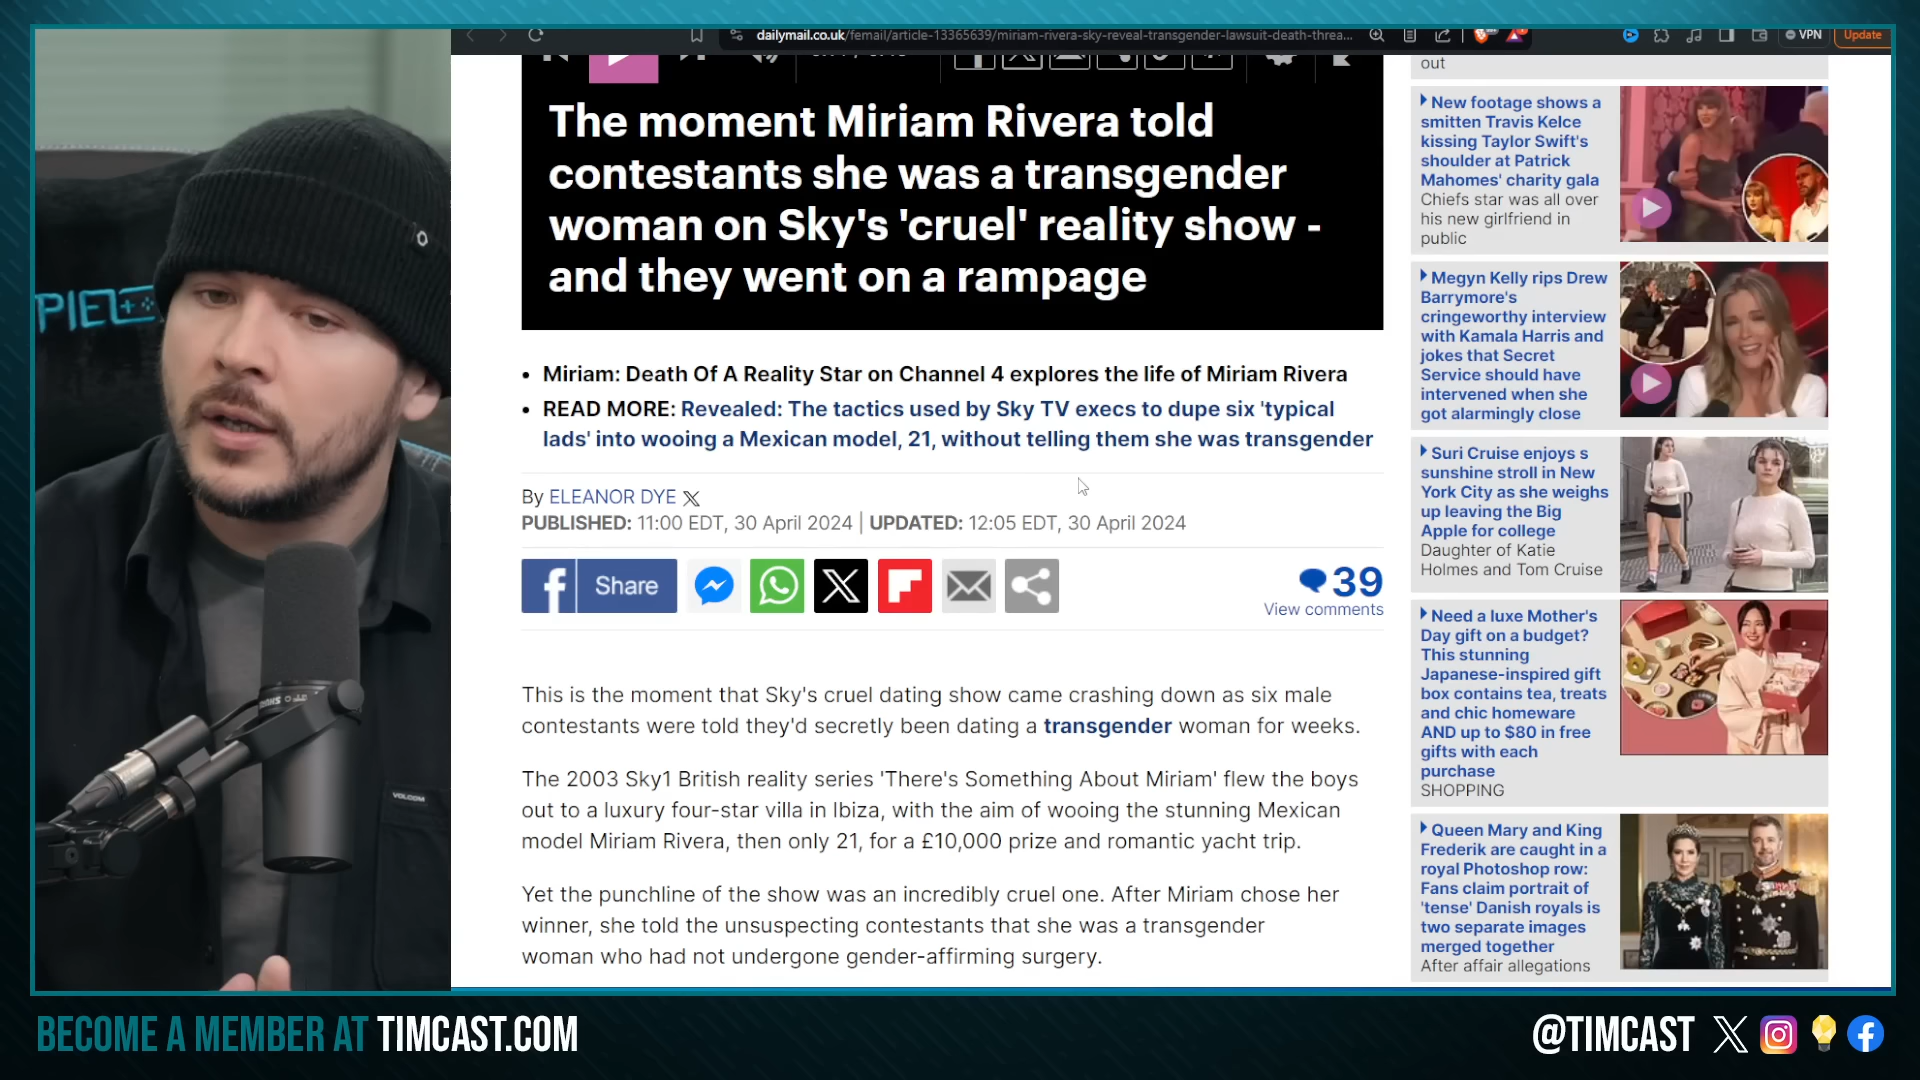 dailymail.co.uk/femail/article-13365639/miriam-rivera-sky-reveal-transgender-lawsuit-death-threa...
VPN
Update
The moment Miriam Rivera told
contestants she was a transgender
woman on Sky's 'cruel' reality show -
and they went on a rampage
• Miriam: Death Of A Reality Star on Channel 4 explores the life of Miriam Rivera
• READ MORE: Revealed: The tactics used by Sky TV execs to dupe six 'typical
lads' into wooing a Mexican model, 21, without telling them she was transgender
By ELEANOR DYE
PUBLISHED: 11:00 EDT, 30 April 2024 | UPDATED: 12:05 EDT, 30 April 2024
Share
39
View comments
This is the moment that Sky's cruel dating show came crashing down as six male
contestants were told they'd secretly been dating a transgender woman for weeks.
The 2003 Sky1 British reality series 'There's Something About Miriam' flew the boys
out to a luxury four-star villa in Ibiza, with the aim of wooing the stunning Mexican
model Miriam Rivera, then only 21, for a £10,000 prize and romantic yacht trip.
Yet the punchline of the show was an incredibly cruel one. After Miriam chose her
winner, she told the unsuspecting contestants that she was a transgender
woman who had not undergone gender-affirming surgery.
out
New footage shows a
smitten Travis Kelce
kissing Taylor Swift's
shoulder at Patrick
Mahomes' charity gala
Chiefs star was all over
his new girlfriend in
public
Megyn Kelly rips Drew
Barrymore's
cringeworthy interview
with Kamala Harris and
jokes that Secret
Service should have
intervened when she
got alarmingly close
Suri Cruise enjoys s
sunshine stroll in New
York City as she weighs
up leaving the Big
Apple for college
Daughter of Katie
Holmes and Tom Cruise
Need a luxe Mother's
Day gift on a budget?
This stunning
Japanese-inspired gift
box contains tea, treats
and chic homeware
AND up to $80 in free
gifts with each
purchase
SHOPPING
Queen Mary and King
Frederik are caught in a
royal Photoshop row:
Fans claim portrait of
'tense' Danish royals is
two separate images
merged together
After affair allegations
PIE
SHURE
VOLCOM
BECOME A MEMBER AT TIMCAST.COM
@TIMCAST